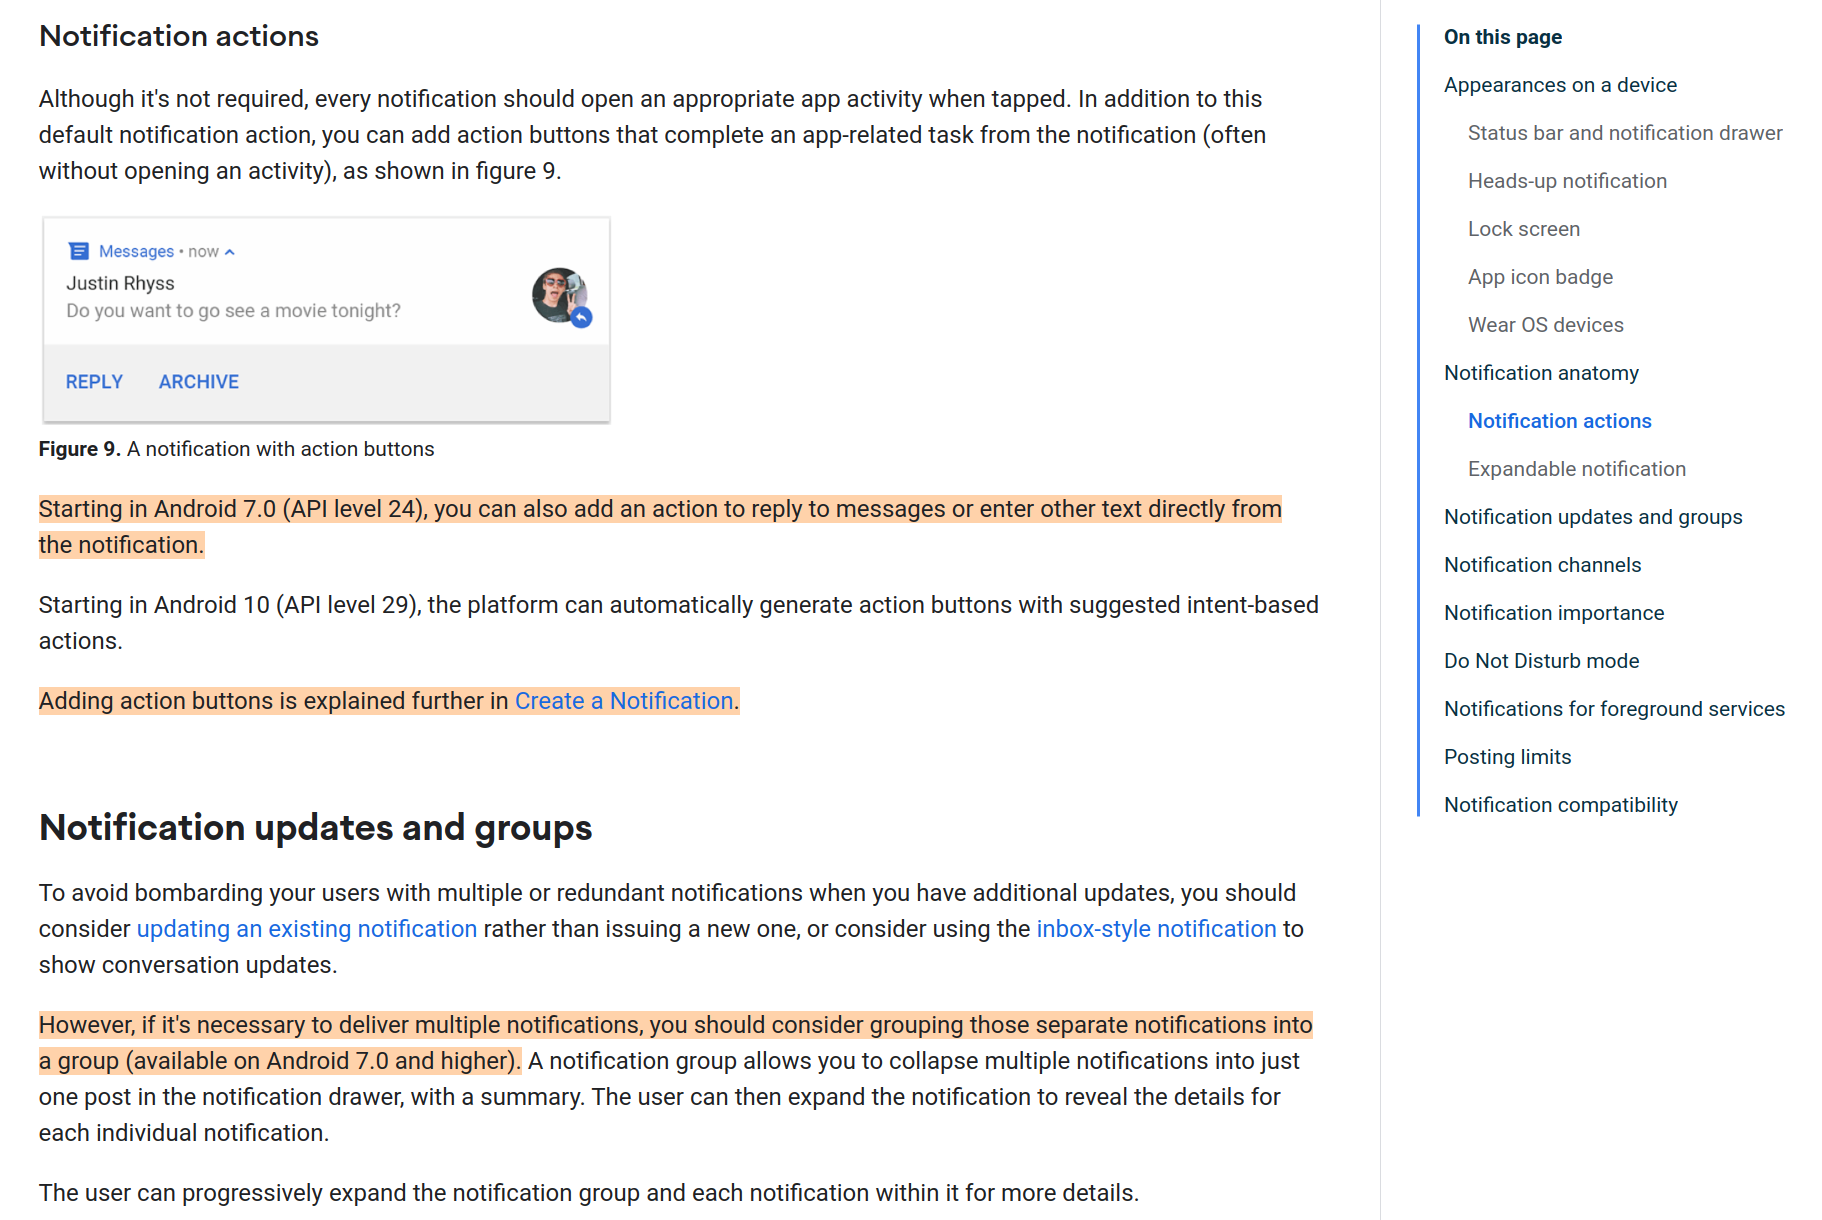 Notification actions
Although it's not required, every notification should open an appropriate app activity when tapped. In addition to this
default notification action, you can add action buttons that complete an app-related task from the notification (often
without opening an activity), as shown in figure 9.
Messages • now
Justin Rhyss
Do you want to go see a movie tonight?
REPLY ARCHIVE
Figure 9. A notification with action buttons
Starting in Android 7.0 (API level 24), you can also add an action to reply to messages or enter other text directly from
the notification.
Starting in Android 10 (API level 29), the platform can automatically generate action buttons with suggested intent-based
actions.
Adding action buttons is explained further in Create a Notification.
Notification updates and groups
To avoid bombarding your users with multiple or redundant notifications when you have additional updates, you should
consider updating an existing notification rather than issuing a new one, or consider using the inbox-style notification to
show conversation updates.
However, if it's necessary to deliver multiple notifications, you should consider grouping those separate notifications into
a group (available on Android 7.0 and higher). A notification group allows you to collapse multiple notifications into just
one post in the notification drawer, with a summary. The user can then expand the notification to reveal the details for
each individual notification.
The user can progressively expand the notification group and each notification within it for more details.
On this page
Appearances on a device
Status bar and notification drawer
Heads-up notification
Lock screen
App icon badge
Wear OS devices
Notification anatomy
Notification actions
Expandable notification
Notification updates and groups
Notification channels
Notification importance
Do Not Disturb mode
Notifications for foreground services
Posting limits
Notification compatibility